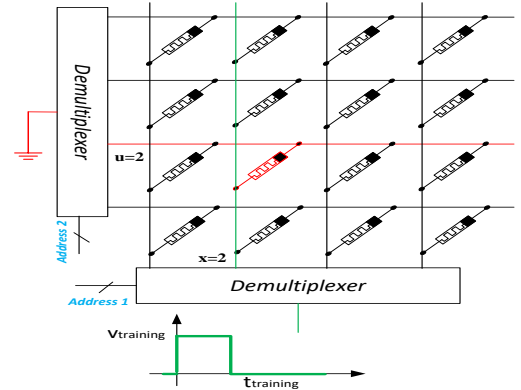 Demultiplexer
u=2
Address 2
x=2
Demultiplexer
Address 1
Vtraining
ttraining